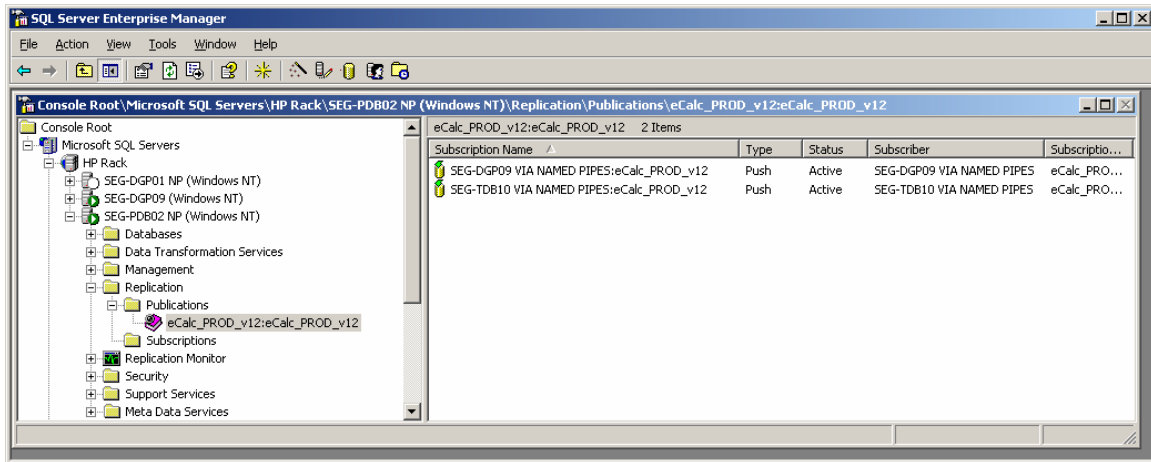 SQL Server Enterprise Manager
File Action View Tools Window Help
Console Root\Microsoft SQL Servers\HP Rack\SEG-PDB02 NP (Windows NT)\Replication\Publications\eCalc_PROD_v12:eCalc_PROD_v12
Console Root
Microsoft SQL Servers
HP Rack
SEG-DGP01 NP (Windows NT)
SEG-DGP09 (Windows NT)
SEG-PDB02 NP (Windows NT)
Databases
Data Transformation Services
Management
Replication
Publications
eCalc_PROD_v12:eCalc_PROD_v12
Subscriptions
Replication Monitor
Security
Support Services
Meta Data Services
eCalc_PROD_v12:eCalc_PROD_v12 2 Items
Subscription Name Type Status Subscriber Subscriptio...
SEG-DGP09 VIA NAMED PIPES:eCalc_PROD_v12 Push Active SEG-DGP09 VIA NAMED PIPES eCalc_PRO...
SEG-TDB10 VIA NAMED PIPES:eCalc_PROD_v12 Push Active SEG-TDB10 VIA NAMED PIPES eCalc_PRO...